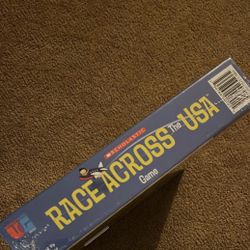 SCHOLASTIC
RACE ACROSS The USA
Game